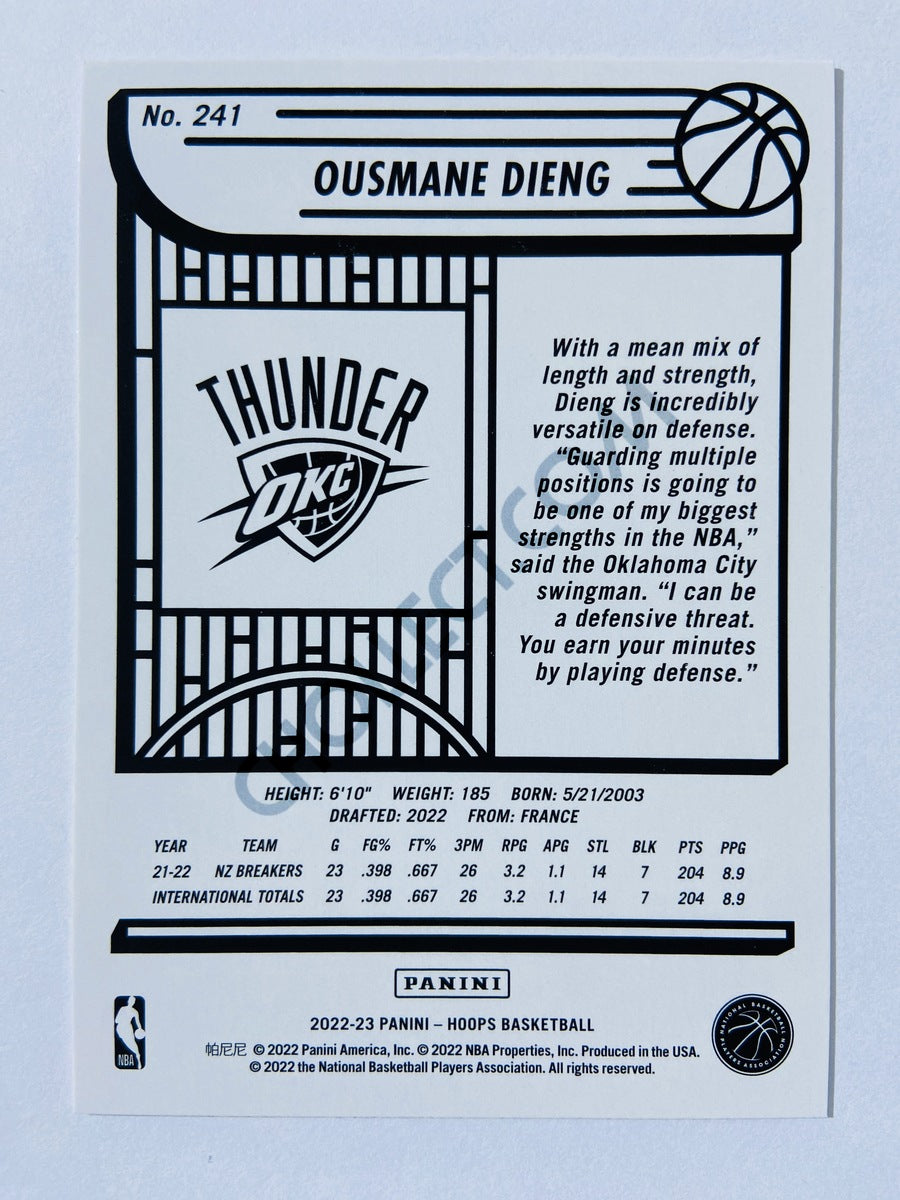 No. 241
OUSMANE DIENG
THUNDER
OKC
With a mean mix of
length and strength,
Dieng is incredibly
versatile on defense.
“Guarding multiple
positions is going to
be one of my biggest
strengths in the NBA,”
said the Oklahoma City
swingman. “I can be
a defensive threat.
You earn your minutes
by playing defense.”
HEIGHT: 6'10" WEIGHT: 185 BORN: 5/21/2003
DRAFTED: 2022 FROM: FRANCE
YEAR TEAM G FG% FT% 3PM RPG APG STL BLK PTS PPG
21-22 NZ BREAKERS 23 .398 .667 26 3.2 1.1 14 7 204 8.9
INTERNATIONAL TOTALS 23 .398 .667 26 3.2 1.1 14 7 204 8.9
PANINI
2022-23 PANINI – HOOPS BASKETBALL
帕尼尼 © 2022 Panini America, Inc. © 2022 NBA Properties, Inc. Produced in the USA.
© 2022 the National Basketball Players Association. All rights reserved.
NBA
NATIONAL BASKETBALL
PLAYERS ASSOCIATION